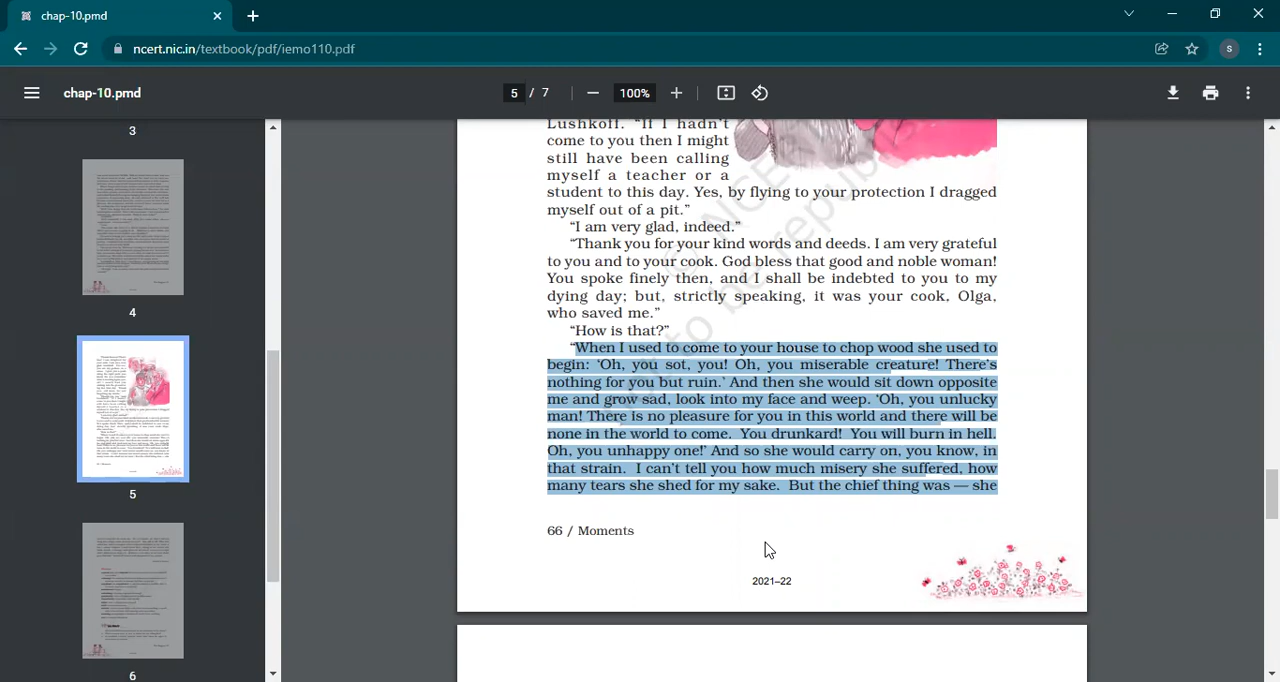 chap-10.pmd
ncert.nic.in/textbook/pdf/iemo110.pdf
S
chap-10.pmd
5 / 7
100%
3
4
5
6
Lushkoff. “If I hadn’t
come to you then I might
still have been calling
myself a teacher or a
student to this day. Yes, by flying to your protection I dragged
myself out of a pit.”
“I am very glad, indeed.”
“Thank you for your kind words and deeds. I am very grateful
to you and to your cook. God bless that good and noble woman!
You spoke finely then, and I shall be indebted to you to my
dying day; but, strictly speaking, it was your cook, Olga,
who saved me.”
“How is that?”
“When I used to come to your house to chop wood she used to
begin: ‘Oh, you sot, you! Oh, you miserable creature! There’s
nothing for you but ruin.’ And then she would sit down opposite
me and grow sad, look into my face and weep. ‘Oh, you unlucky
man! There is no pleasure for you in this world and there will be
none in the world to come. You drunkard! You will burn in hell.
Oh, you unhappy one!’ And so she would carry on, you know, in
that strain. I can’t tell you how much misery she suffered, how
many tears she shed for my sake. But the chief thing was — she
66 / Moments
2021–22